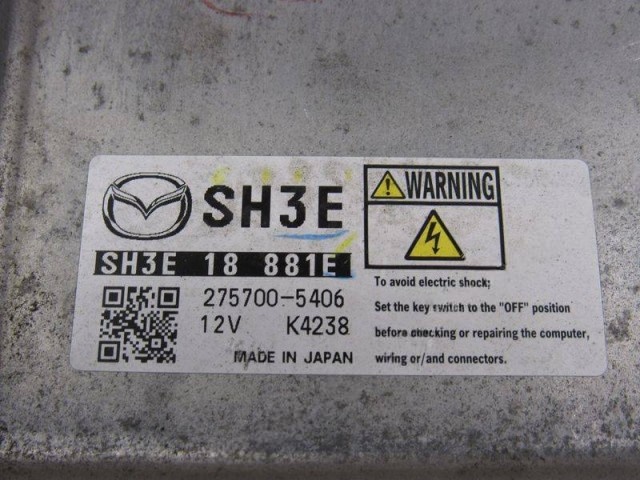 SH3E
SH3E 18 881E
275700-5406
12V K4238
MADE IN JAPAN
WARNING
To avoid electric shock;
Set the key switch to the "OFF" position
before checking or repairing the computer,
wiring or/and connectors.